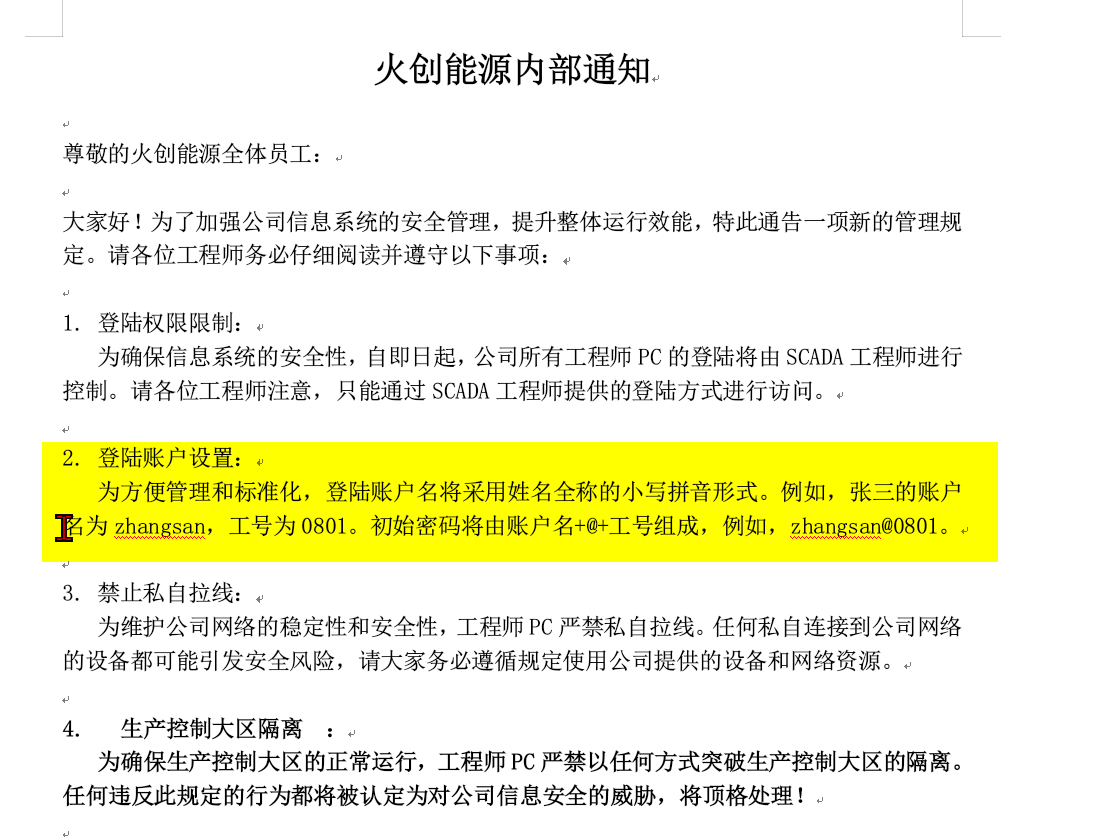 火创能源内部通知
尊敬的火创能源全体员工：
大家好！为了加强公司信息系统的安全管理，提升整体运行效能，特此通告一项新的管理规
定。请各位工程师务必仔细阅读并遵守以下事项：
1. 登陆权限限制：
为确保信息系统的安全性，自即日起，公司所有工程师 PC 的登陆将由 SCADA 工程师进行
控制。请各位工程师注意，只能通过 SCADA 工程师提供的登陆方式进行访问。
2. 登陆账户设置：
为方便管理和标准化，登陆账户名将采用姓名全称的小写拼音形式。例如，张三的账户
名为 zhangsan，工号为 0801。初始密码将由账户名+@+工号组成，例如，zhangsan@0801。
3. 禁止私自拉线：
为维护公司网络的稳定性和安全性，工程师 PC 严禁私自拉线。任何私自连接到公司网络
的设备都可能引发安全风险，请大家务必遵循规定使用公司提供的设备和网络资源。
4. 生产控制大区隔离 ：
为确保生产控制大区的正常运行，工程师 PC 严禁以任何方式突破生产控制大区的隔离。
任何违反此规定的行为都将被认定为对公司信息安全的威胁，将顶格处理！